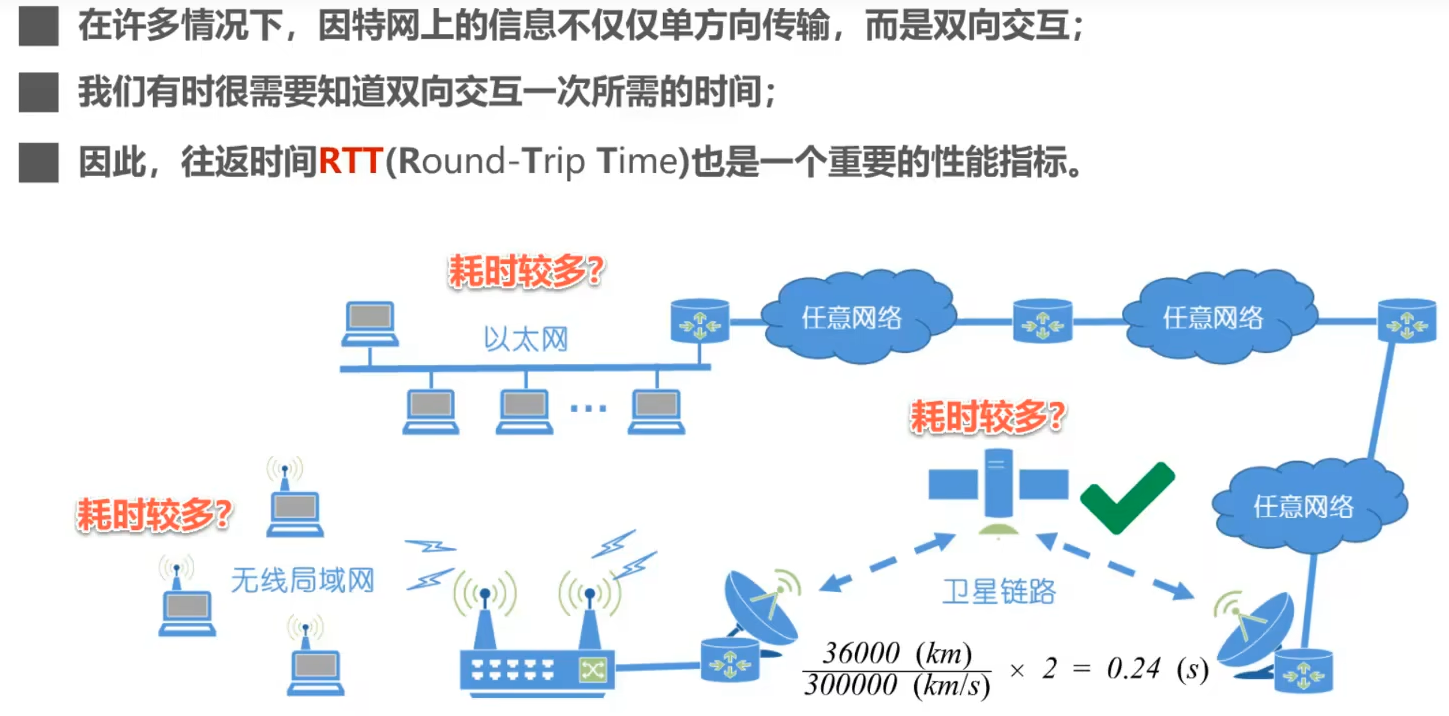 在许多情况下，因特网上的信息不仅仅单方向传输，而是双向交互；
我们有时很需要知道双向交互一次所需的时间；
因此，往返时间RTT(Round-Trip Time)也是一个重要的性能指标。
耗时较多？
以太网
任意网络
任意网络
耗时较多？
耗时较多？
任意网络
无线局域网
卫星链路
36000 (km)
300000 (km/s)
× 2 = 0.24 (s)